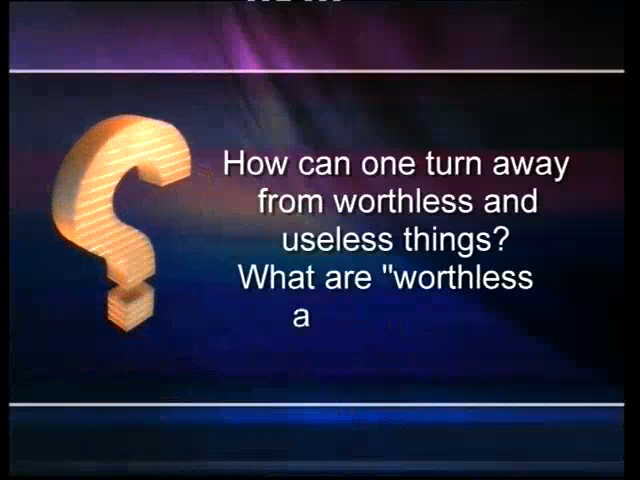 How can one turn away
from worthless and
useless things?
What are "worthless
a